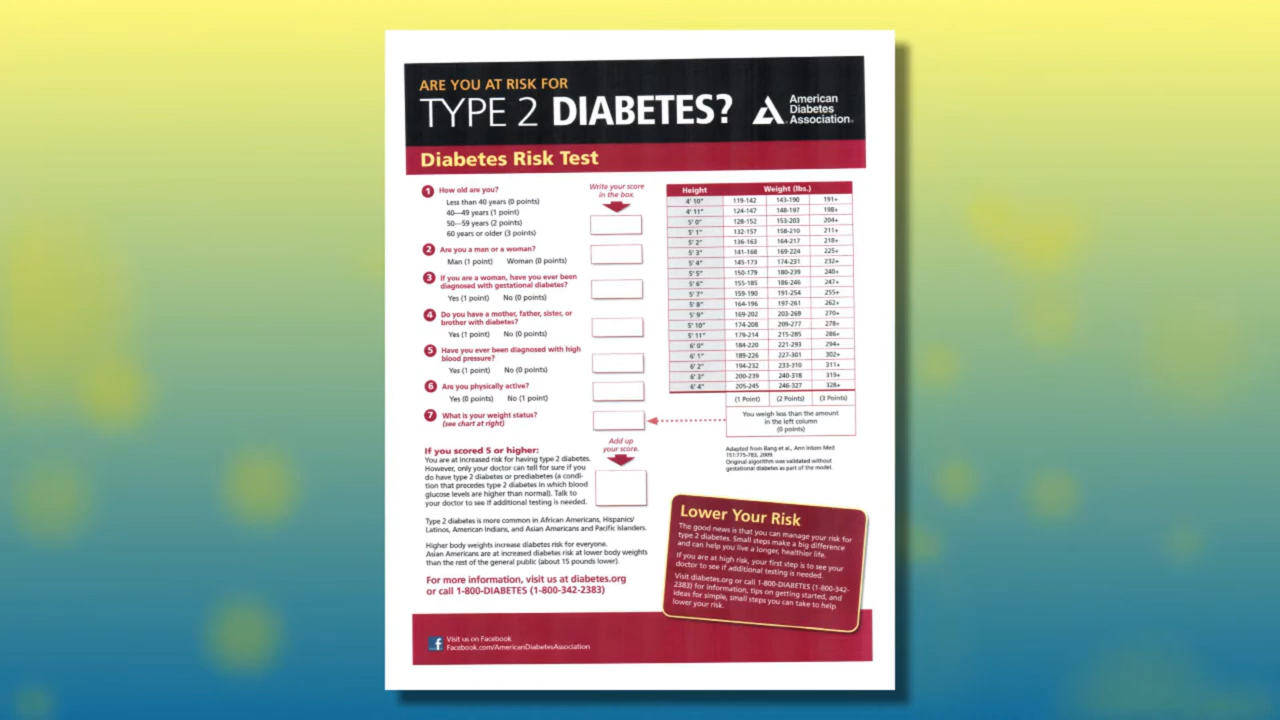 ARE YOU AT RISK FOR
TYPE 2 DIABETES?
American
Diabetes
Association®
Diabetes Risk Test
Write your score
in the box.
1 How old are you?
Less than 40 years (0 points)
40—49 years (1 point)
50—59 years (2 points)
60 years or older (3 points)
2 Are you a man or a woman?
Man (1 point) Woman (0 points)
3 If you are a woman, have you ever been
diagnosed with gestational diabetes?
Yes (1 point) No (0 points)
4 Do you have a mother, father, sister, or
brother with diabetes?
Yes (1 point) No (0 points)
5 Have you ever been diagnosed with high
blood pressure?
Yes (1 point) No (0 points)
6 Are you physically active?
Yes (0 points) No (1 point)
7 What is your weight status?
(see chart at right)
Add up
your score.
Height Weight (lbs.)
4' 10" 119-142 143-190 191+
4' 11" 124-147 148-197 198+
5' 0" 128-152 153-203 204+
5' 1" 132-157 158-210 211+
5' 2" 136-163 164-217 218+
5' 3" 141-168 169-224 225+
5' 4" 145-173 174-231 232+
5' 5" 150-179 180-239 240+
5' 6" 155-185 186-246 247+
5' 7" 159-190 191-254 255+
5' 8" 164-196 197-261 262+
5' 9" 169-202 203-269 270+
5' 10" 174-208 209-277 278+
5' 11" 179-214 215-285 286+
6' 0" 184-220 221-293 294+
6' 1" 189-226 227-301 302+
6' 2" 194-232 233-310 311+
6' 3" 200-239 240-318 319+
6' 4" 205-245 246-327 328+
(1 Point) (2 Points) (3 Points)
You weigh less than the amount
in the left column
(0 points)
Adapted from Bang et al., Ann Intern Med
151:775-783, 2009.
Original algorithm was validated without
gestational diabetes as part of the model.
If you scored 5 or higher:
You are at increased risk for having type 2 diabetes.
However, only your doctor can tell for sure if you
do have type 2 diabetes or prediabetes (a condi-
tion that precedes type 2 diabetes in which blood
glucose levels are higher than normal). Talk to
your doctor to see if additional testing is needed.
Type 2 diabetes is more common in African Americans, Hispanics/
Latinos, American Indians, and Asian Americans and Pacific Islanders.
Higher body weights increase diabetes risk for everyone.
Asian Americans are at increased diabetes risk at lower body weights
than the rest of the general public (about 15 pounds lower).
For more information, visit us at diabetes.org
or call 1-800-DIABETES (1-800-342-2383)
Lower Your Risk
The good news is that you can manage your risk for
type 2 diabetes. Small steps make a big difference
and can help you live a longer, healthier life.
If you are at high risk, your first step is to see your
doctor to see if additional testing is needed.
Visit diabetes.org or call 1-800-DIABETES (1-800-342-
2383) for information, tips on getting started, and
ideas for simple, small steps you can take to help
lower your risk.
f Visit us on Facebook
Facebook.com/AmericanDiabetesAssociation